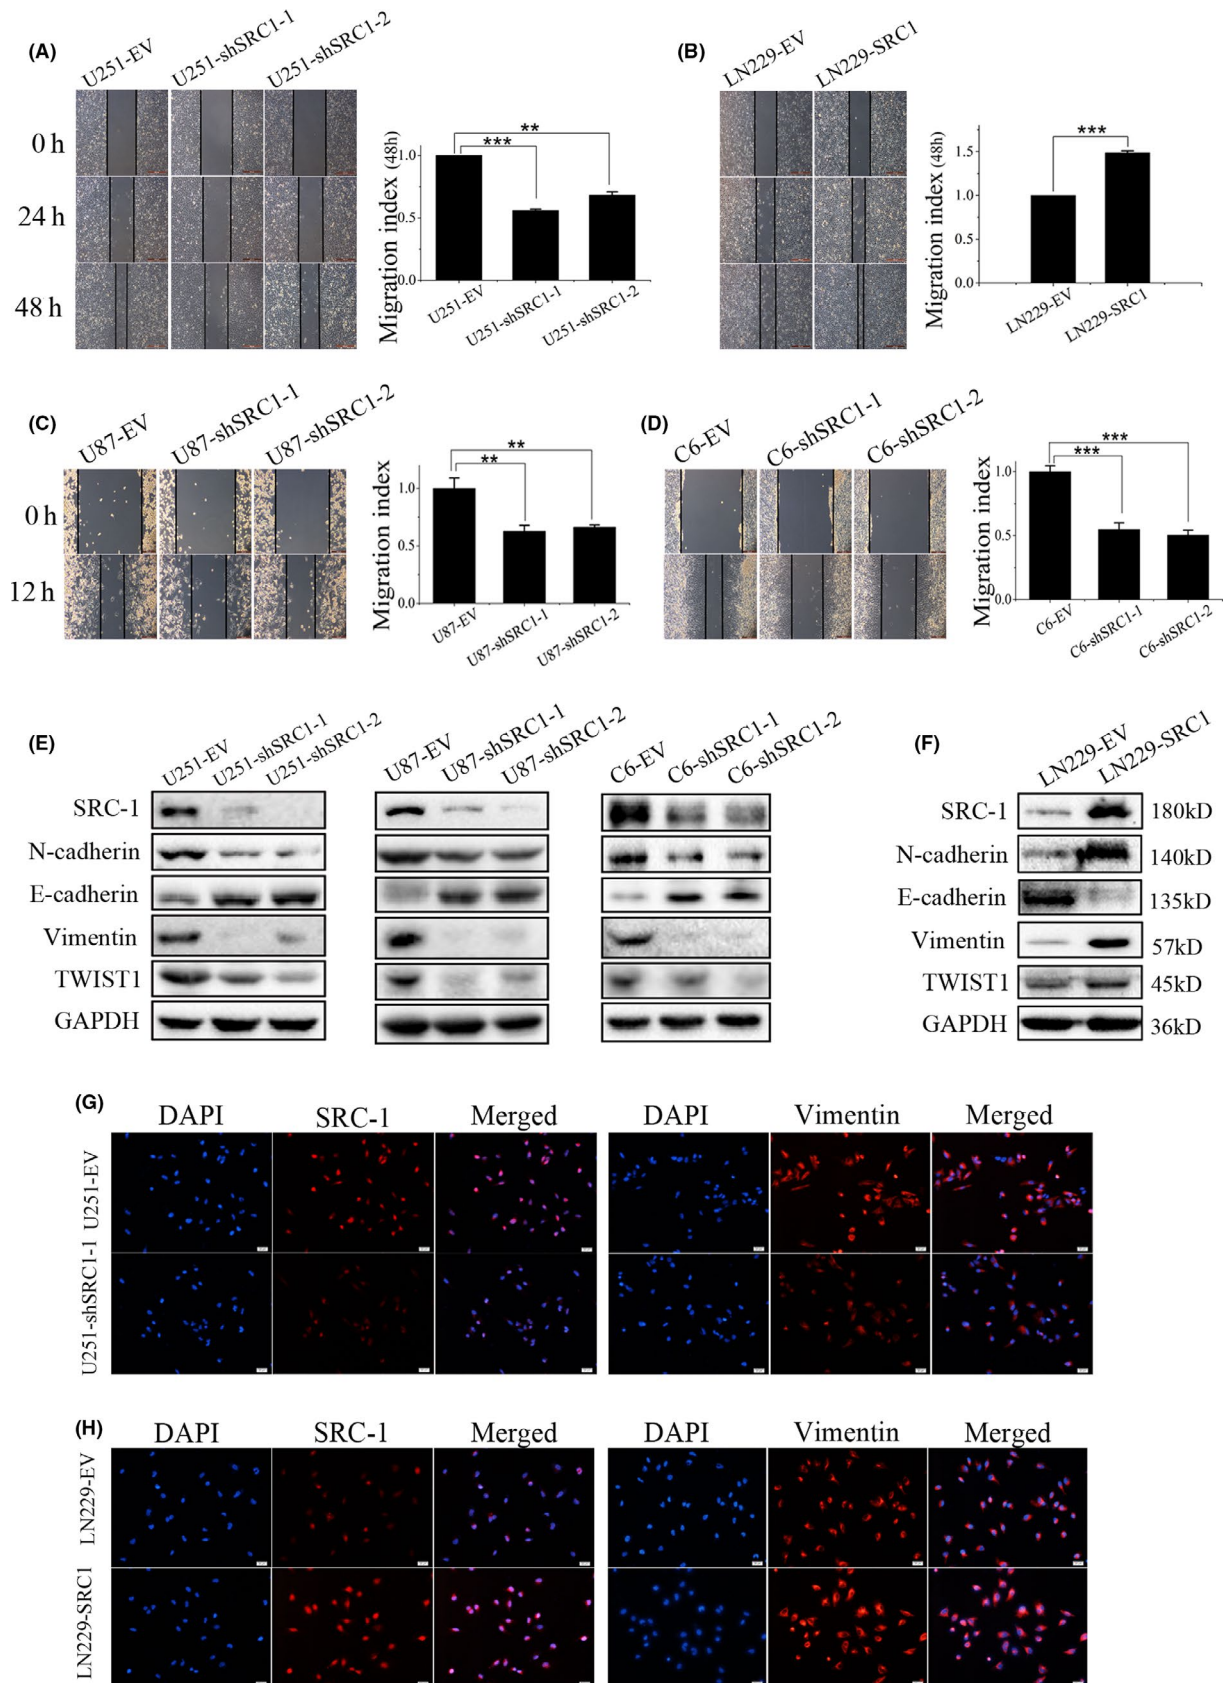 (A)
U251-EV
U251-shSRC1-1
U251-shSRC1-2
0 h
24 h
48 h
Migration index (48h)
1.0
0.5
0.0
**
***
U251-EV
U251-shSRC1-1
U251-shSRC1-2
(B)
LN229-EV
LN229-SRC1
Migration index (48h)
1.5
1.0
0.5
0.0
***
LN229-EV
LN229-SRC1
(C)
U87-EV
U87-shSRC1-1
U87-shSRC1-2
0 h
12 h
Migration index
1.0
0.5
0.0
**
**
U87-EV
U87-shSRC1-1
U87-shSRC1-2
(D)
C6-EV
C6-shSRC1-1
C6-shSRC1-2
Migration index
1.0
0.5
0.0
***
***
C6-EV
C6-shSRC1-1
C6-shSRC1-2
(E)
U251-EV
U251-shSRC1-1
U251-shSRC1-2
U87-EV
U87-shSRC1-1
U87-shSRC1-2
C6-EV
C6-shSRC1-1
C6-shSRC1-2
SRC-1
N-cadherin
E-cadherin
Vimentin
TWIST1
GAPDH
(F)
LN229-EV
LN229-SRC1
SRC-1 180kD
N-cadherin 140kD
E-cadherin 135kD
Vimentin 57kD
TWIST1 45kD
GAPDH 36kD
(G)
DAPI SRC-1 Merged DAPI Vimentin Merged
U251-EV
U251-shSRC1-1
(H)
DAPI SRC-1 Merged DAPI Vimentin Merged
LN229-EV
LN229-SRC1